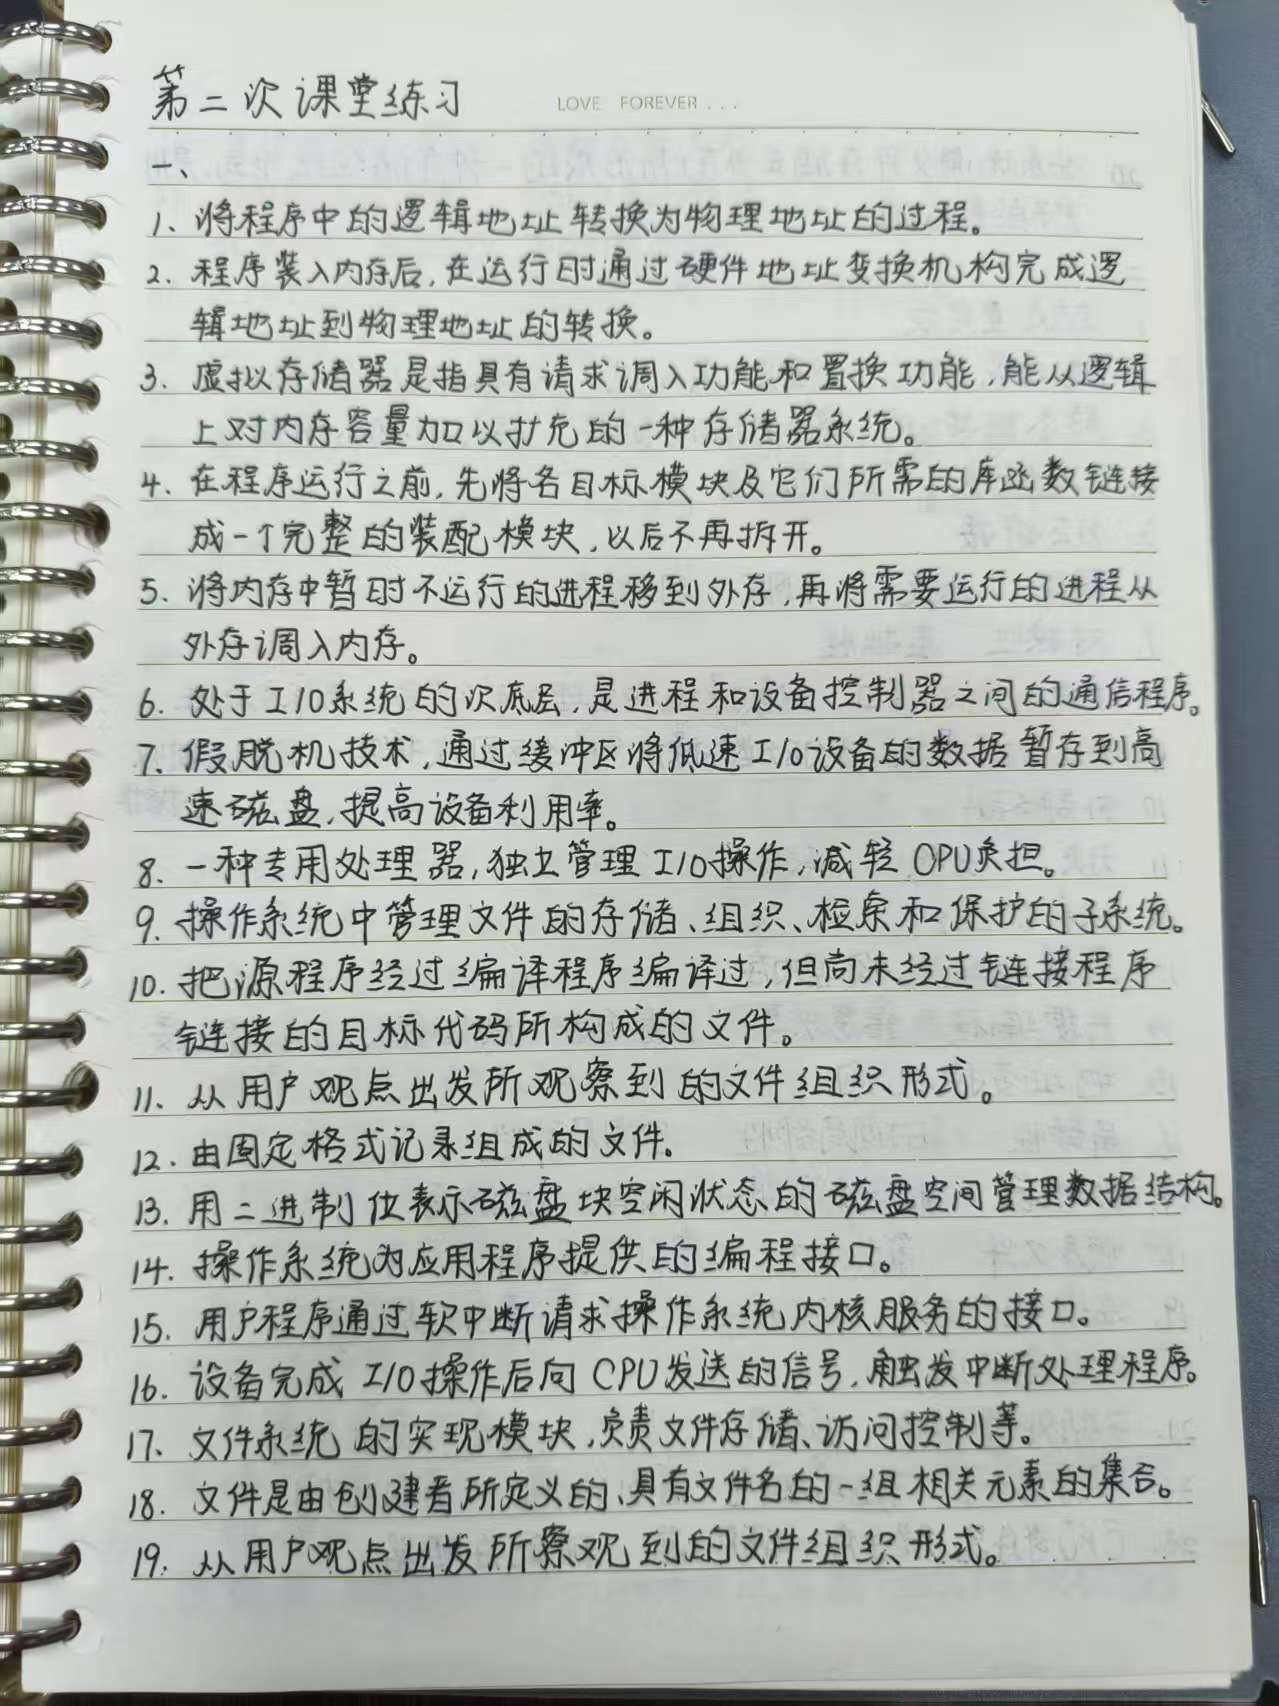 第二次课堂练习
LOVE FOREVER...
一、
1、将程序中的逻辑地址转换为物理地址的过程。
2. 程序装入内存后,在运行时通过硬件地址变换机构完成逻
辑地址到物理地址的转换。
3. 虚拟存储器是指具有请求调入功能和置换功能,能从逻辑
上对内存容量加以扩充的一种存储器系统。
4. 在程序运行之前,先将各目标模块及它们所需的库函数链接
成一个完整的装配模块,以后不再拆开。
5. 将内存中暂时不运行的进程移到外存,再将需要运行的进程从
外存调入内存。
6. 处于I/O系统的次底层,是进程和设备控制器之间的通信程序。
7. 假脱机技术,通过缓冲区将低速I/O设备的数据暂存到高
速磁盘,提高设备利用率。
8. 一种专用处理器,独立管理I/O操作,减轻CPU负担。
9. 操作系统中管理文件的存储、组织、检索和保护的子系统。
10. 把源程序经过编译程序编译过,但尚未经过链接程序
链接的目标代码所构成的文件。
11. 从用户观点出发所观察到的文件组织形式。
12. 由固定格式记录组成的文件。
13. 用二进制位表示磁盘块空闲状态的磁盘空间管理数据结构。
14. 操作系统为应用程序提供的编程接口。
15. 用户程序通过软中断请求操作系统内核服务的接口。
16. 设备完成I/O操作后向CPU发送的信号,触发中断处理程序。
17. 文件系统的实现模块,负责文件存储、访问控制等。
18. 文件是由创建者所定义的、具有文件名的一组相关元素的集合。
19. 从用户观点出发所察观到的文件组织形式。